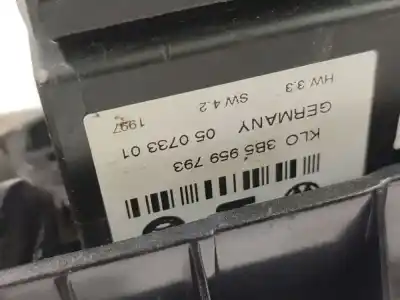 KLO 3B5 959 793
GERMANY 05 0733 01
HW 3.3 SW 4.2 1997